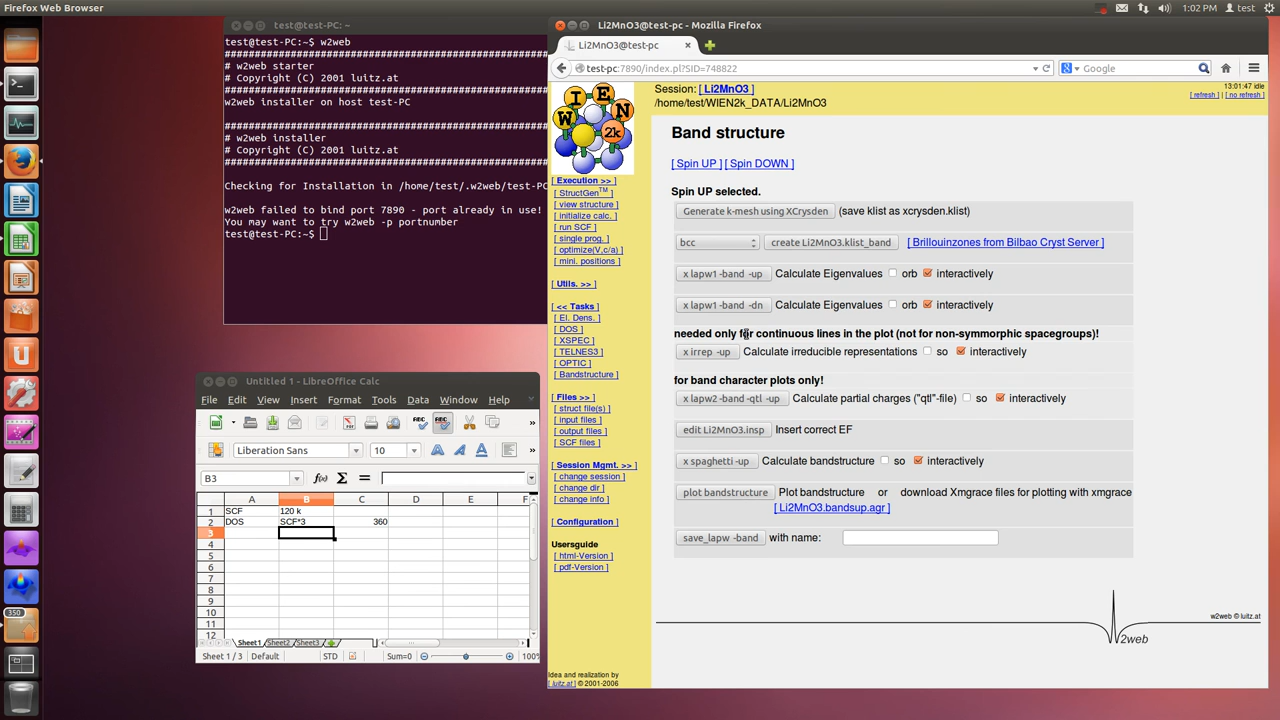 Firefox Web Browser
1:02 PM test
test@test-PC: ~
test@test-PC:~$ w2web
# w2web starter
# Copyright (C) 2001 luitz.at
w2web installer on host test-PC
# w2web installer
# Copyright (C) 2001 luitz.at
Checking for Installation in /home/test/.w2web/test-PC
w2web failed to bind port 7890 - port already in use!
You may want to try w2web -p portnumber
test@test-PC:~$
Untitled 1 - LibreOffice Calc
File Edit View Insert Format Tools Data Window Help
Liberation Sans 10
B3
A B C D E F
1 SCF 120 k
2 DOS SCF*3 360
3
4
5
6
7
8
9
10
11
12
Sheet1 Sheet2 Sheet3
Sheet 1 / 3 Default STD Sum=0 100%
350
Li2MnO3@test-pc - Mozilla Firefox
Li2MnO3@test-pc
test-pc:7890/index.pl?SID=748822
Google
WIEN 2k
Session: [ Li2MnO3 ]
/home/test/WIEN2k_DATA/Li2MnO3
13:01:47 idle
[ refresh ] [ no refresh ]
[ Execution >> ]
[ StructGen™ ]
[ view structure ]
[ initialize calc. ]
[ run SCF ]
[ single prog. ]
[ optimize(V,c/a) ]
[ mini. positions ]
[ Utils. >> ]
[ << Tasks ]
[ El. Dens. ]
[ DOS ]
[ XSPEC ]
[ TELNES3 ]
[ OPTIC ]
[ Bandstructure ]
[ Files >> ]
[ struct file(s) ]
[ input files ]
[ output files ]
[ SCF files ]
[ Session Mgmt. >> ]
[ change session ]
[ change dir ]
[ change info ]
[ Configuration ]
Usersguide
[ html-Version ]
[ pdf-Version ]
Idea and realization by
[ luitz.at ] © 2001-2006
Band structure
[ Spin UP ] [ Spin DOWN ]
Spin UP selected.
Generate k-mesh using XCrysden (save klist as xcrysden.klist)
bcc create Li2MnO3.klist_band [ Brillouinzones from Bilbao Cryst Server ]
x lapw1 -band -up Calculate Eigenvalues orb interactively
x lapw1 -band -dn Calculate Eigenvalues orb interactively
needed only for continuous lines in the plot (not for non-symmorphic spacegroups)!
x irrep -up Calculate irreducible representations so interactively
for band character plots only!
x lapw2 -band -qtl -up Calculate partial charges ("qtl"-file) so interactively
edit Li2MnO3.insp Insert correct EF
x spaghetti -up Calculate bandstructure so interactively
plot bandstructure Plot bandstructure or download Xmgrace files for plotting with xmgrace
[ Li2MnO3.bandsup.agr ]
save_lapw -band with name:
w2web © luitz.at
w2web